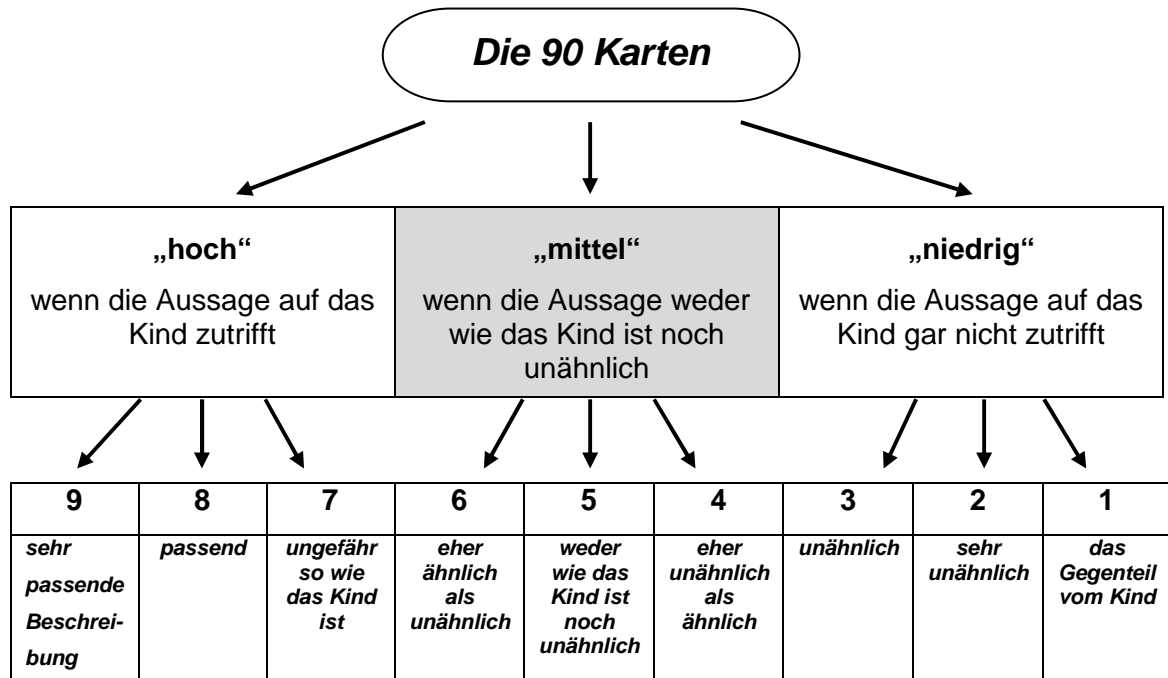 Die 90 Karten
„hoch“
wenn die Aussage auf das
Kind zutrifft
„mittel“
wenn die Aussage weder
wie das Kind ist noch
unähnlich
„niedrig“
wenn die Aussage auf das
Kind gar nicht zutrifft
9
sehr
passende
Beschrei-
bung
8
passend
7
ungefähr
so wie
das Kind
ist
6
eher
ähnlich
als
unähnlich
5
weder
wie das
Kind ist
noch
unähnlich
4
eher
unähnlich
als
ähnlich
3
unähnlich
2
sehr
unähnlich
1
das
Gegenteil
vom Kind